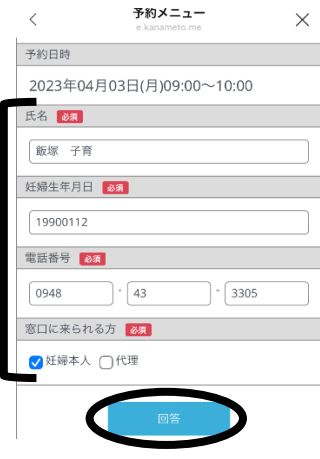 予約メニュー
e.kanameto.me
予約日時
2023年04月03日(月)09:00～10:00
氏名 必須
飯塚　子育
妊婦生年月日 必須
19900112
電話番号 必須
0948 - 43 - 3305
窓口に来られる方 必須
妊婦本人 代理
回答